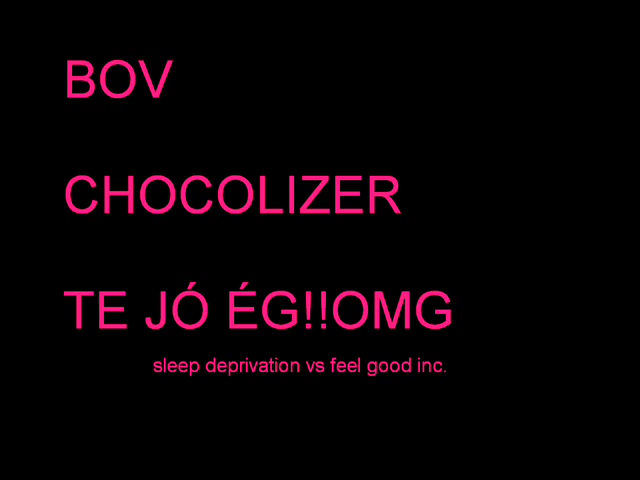 BOV
CHOCOLIZER
TE JÓ ÉG!!OMG
sleep deprivation vs feel good inc.